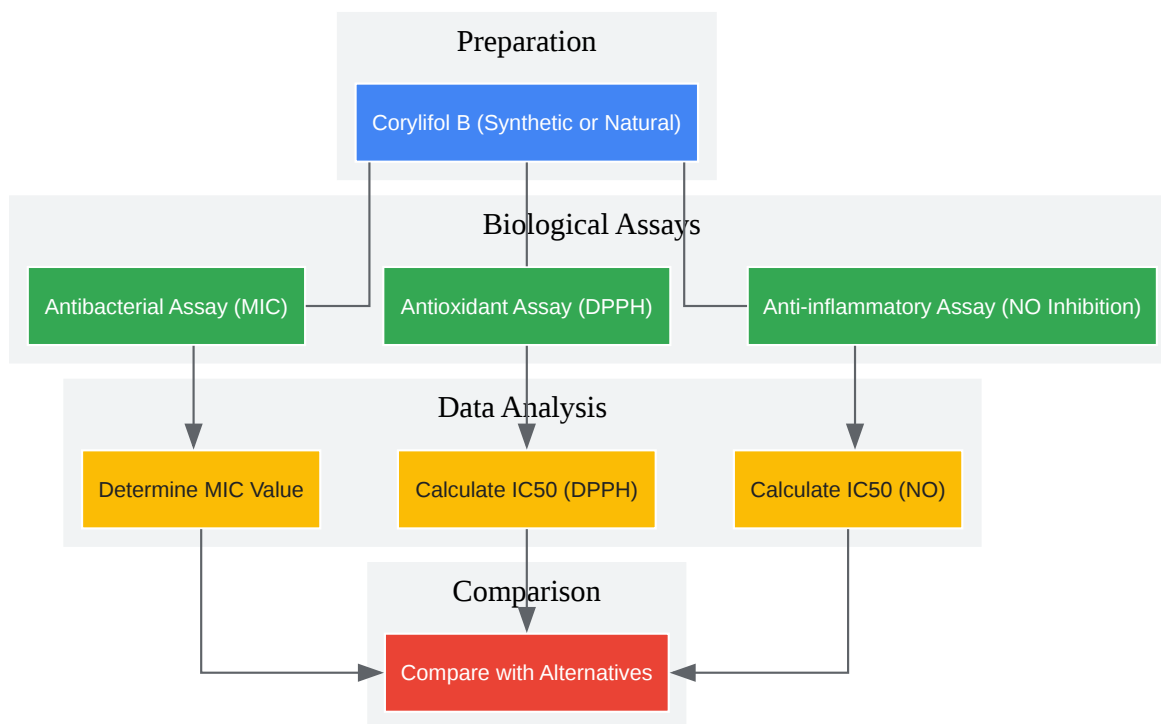 Preparation
Corylifol B (Synthetic or Natural)
Biological Assays
Antibacterial Assay (MIC)
Antioxidant Assay (DPPH)
Anti-inflammatory Assay (NO Inhibition)
Data Analysis
Determine MIC Value
Calculate IC50 (DPPH)
Calculate IC50 (NO)
Comparison
Compare with Alternatives